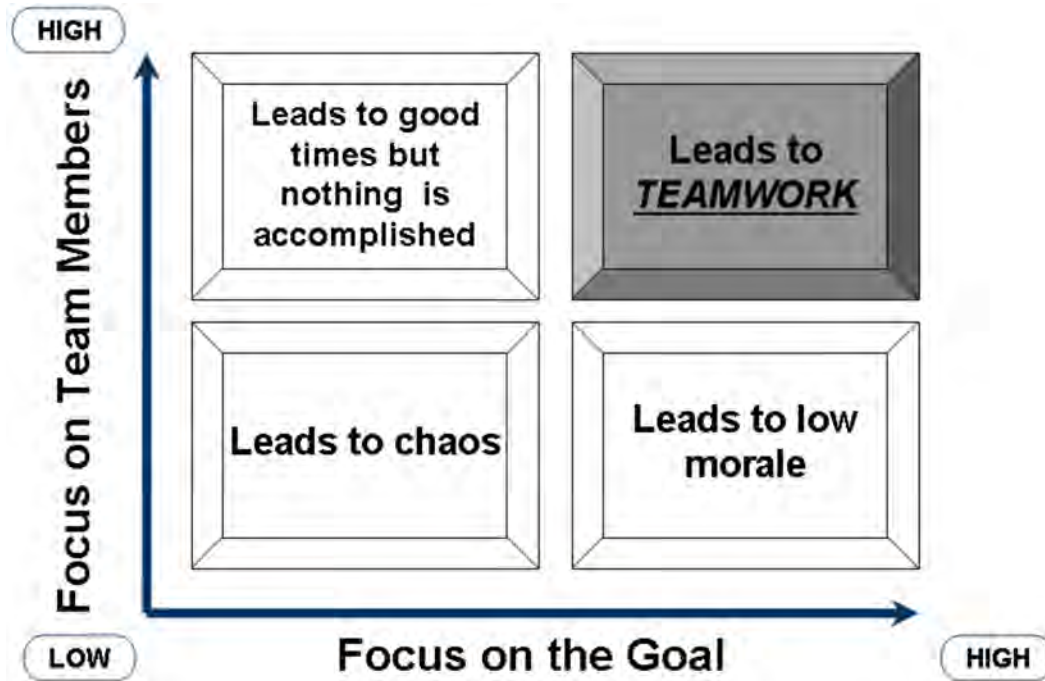 HIGH
Focus on Team Members
Leads to good
times but
nothing is
accomplished
Leads to
TEAMWORK
Leads to chaos
Leads to low
morale
LOW
Focus on the Goal
HIGH